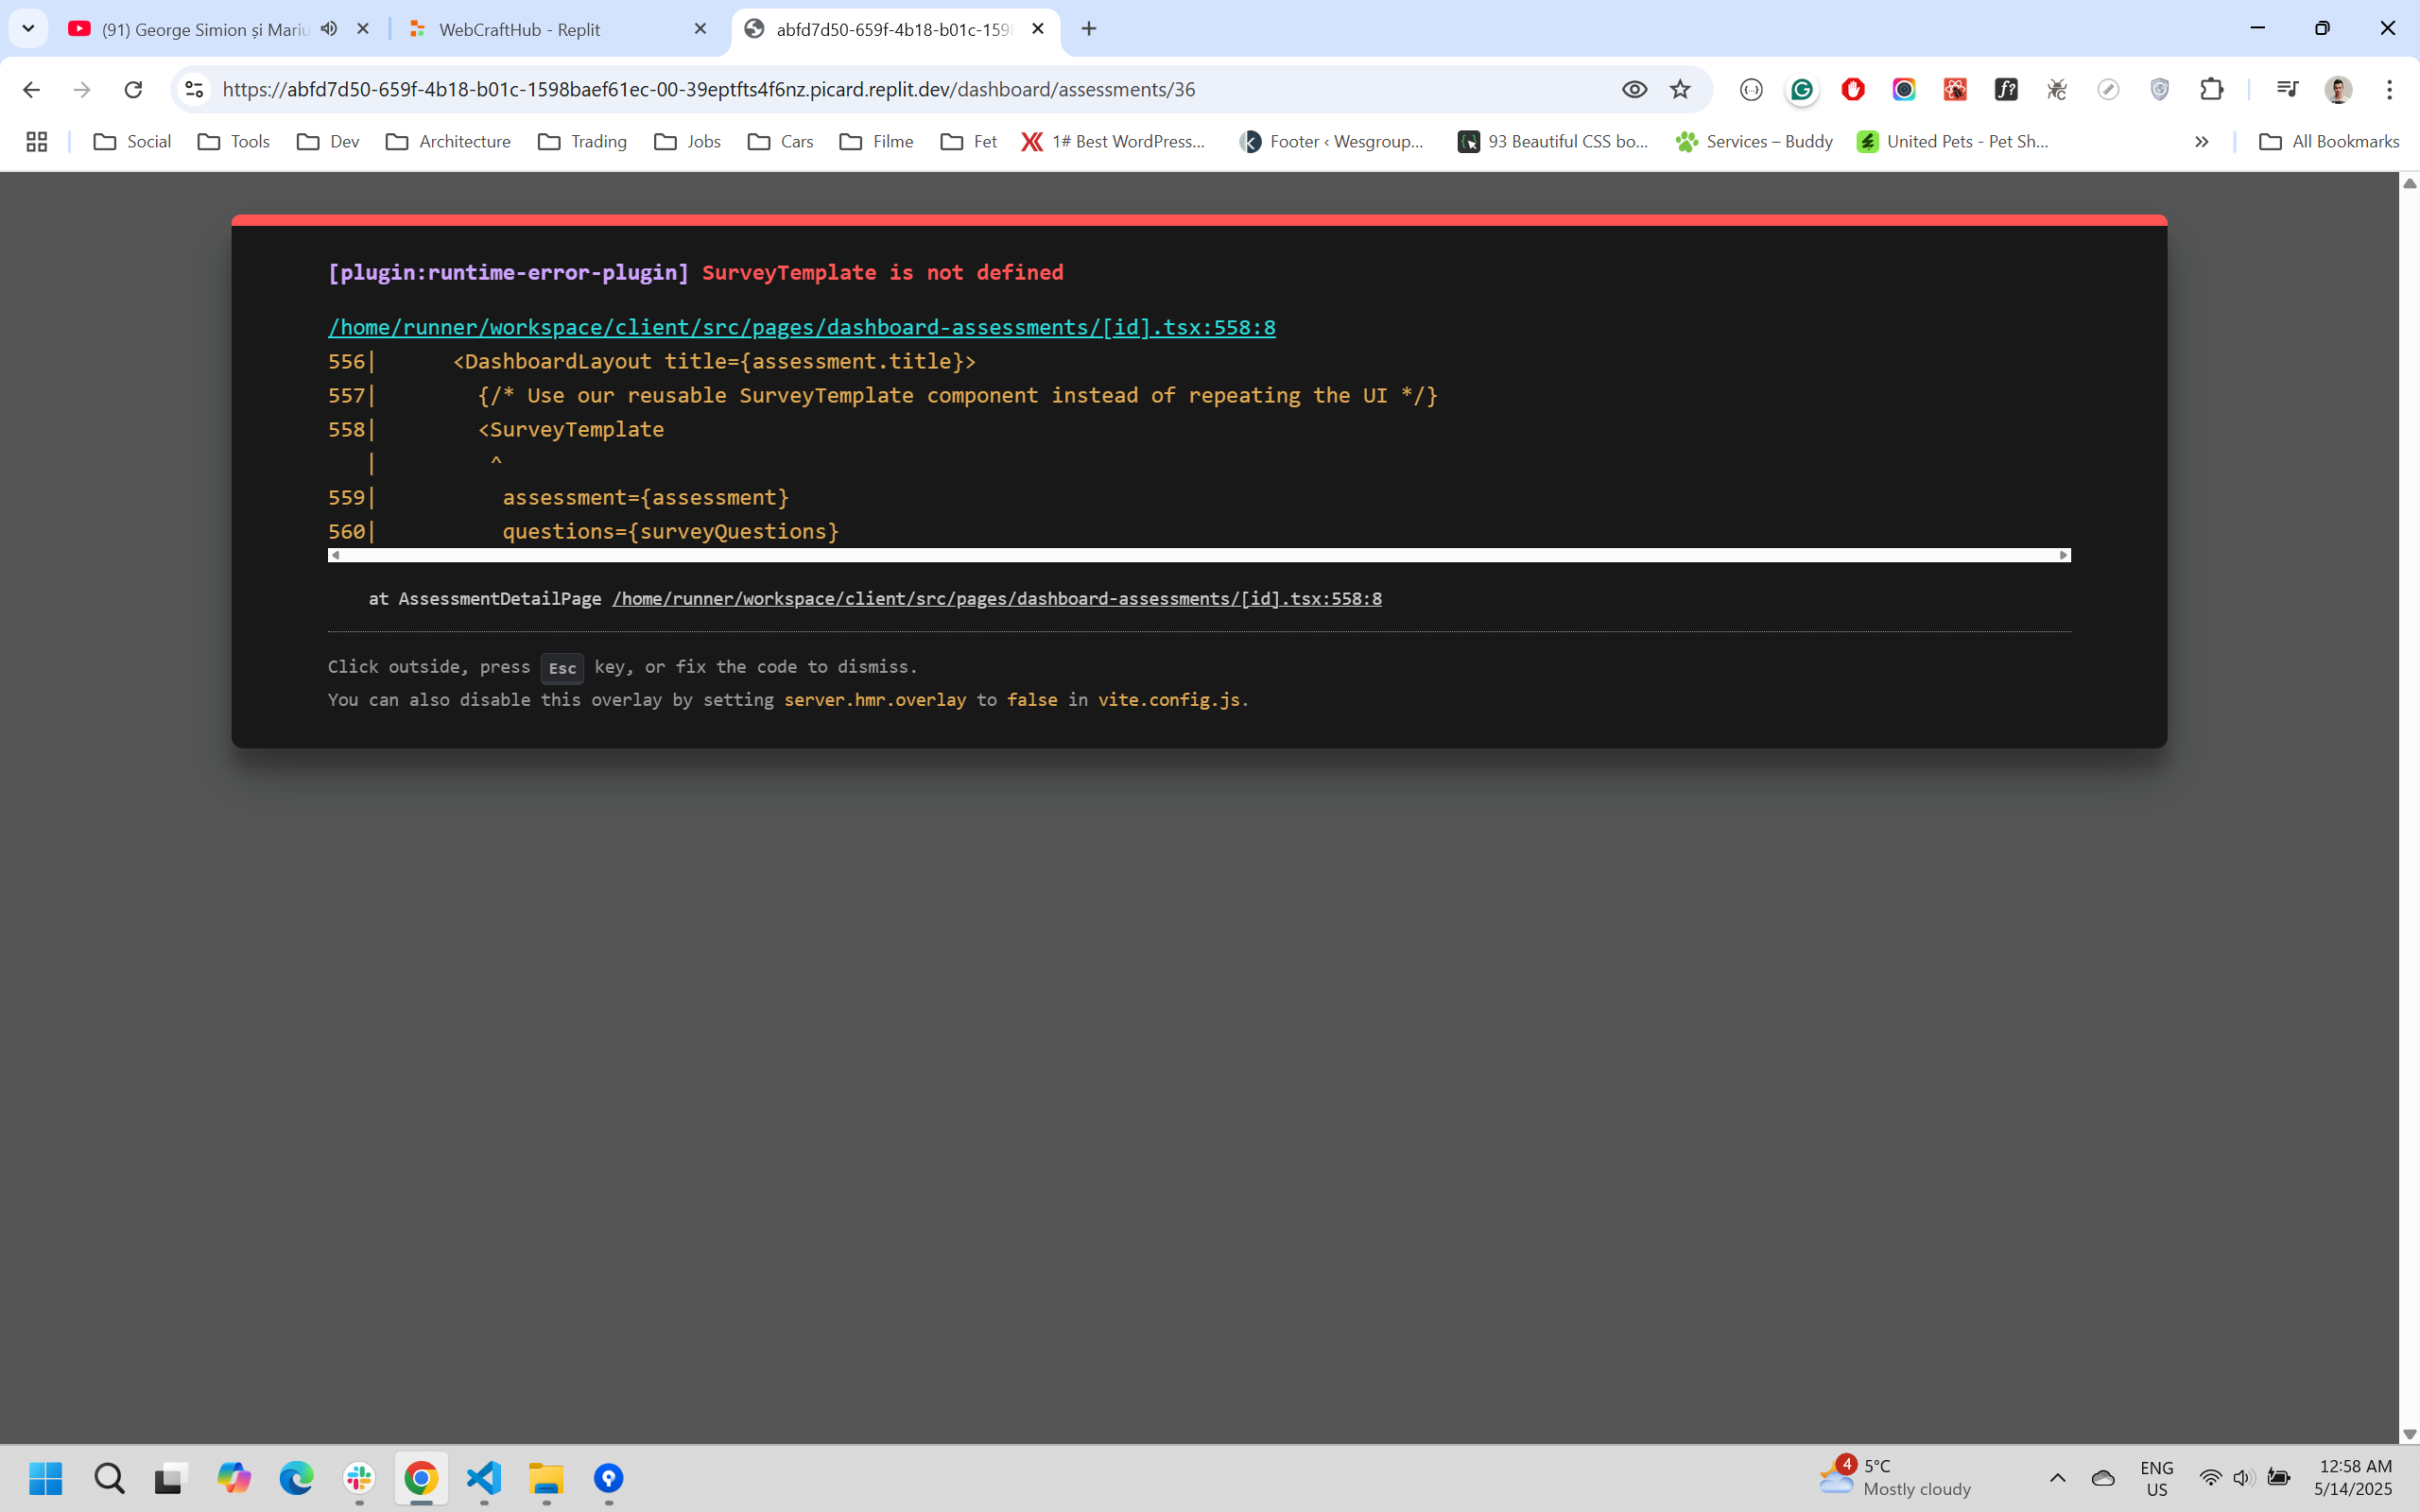 (91) George Simion și Mariu
WebCraftHub - Replit
abfd7d50-659f-4b18-b01c-1598
https://abfd7d50-659f-4b18-b01c-1598baef61ec-00-39eptfts4f6nz.picard.replit.dev/dashboard/assessments/36
Social
Tools
Dev
Architecture
Trading
Jobs
Cars
Filme
Fet
1# Best WordPress...
Footer ‹ Wesgroup...
93 Beautiful CSS bo...
Services – Buddy
United Pets - Pet Sh...
All Bookmarks
[plugin:runtime-error-plugin] SurveyTemplate is not defined
/home/runner/workspace/client/src/pages/dashboard-assessments/[id].tsx:558:8
556|      <DashboardLayout title={assessment.title}>
557|        {/* Use our reusable SurveyTemplate component instead of repeating the UI */}
558|        <SurveyTemplate
   |         ^
559|          assessment={assessment}
560|          questions={surveyQuestions}
at AssessmentDetailPage /home/runner/workspace/client/src/pages/dashboard-assessments/[id].tsx:558:8
Click outside, press Esc key, or fix the code to dismiss.
You can also disable this overlay by setting server.hmr.overlay to false in vite.config.js.
4
5°C
Mostly cloudy
ENG
US
12:58 AM
5/14/2025